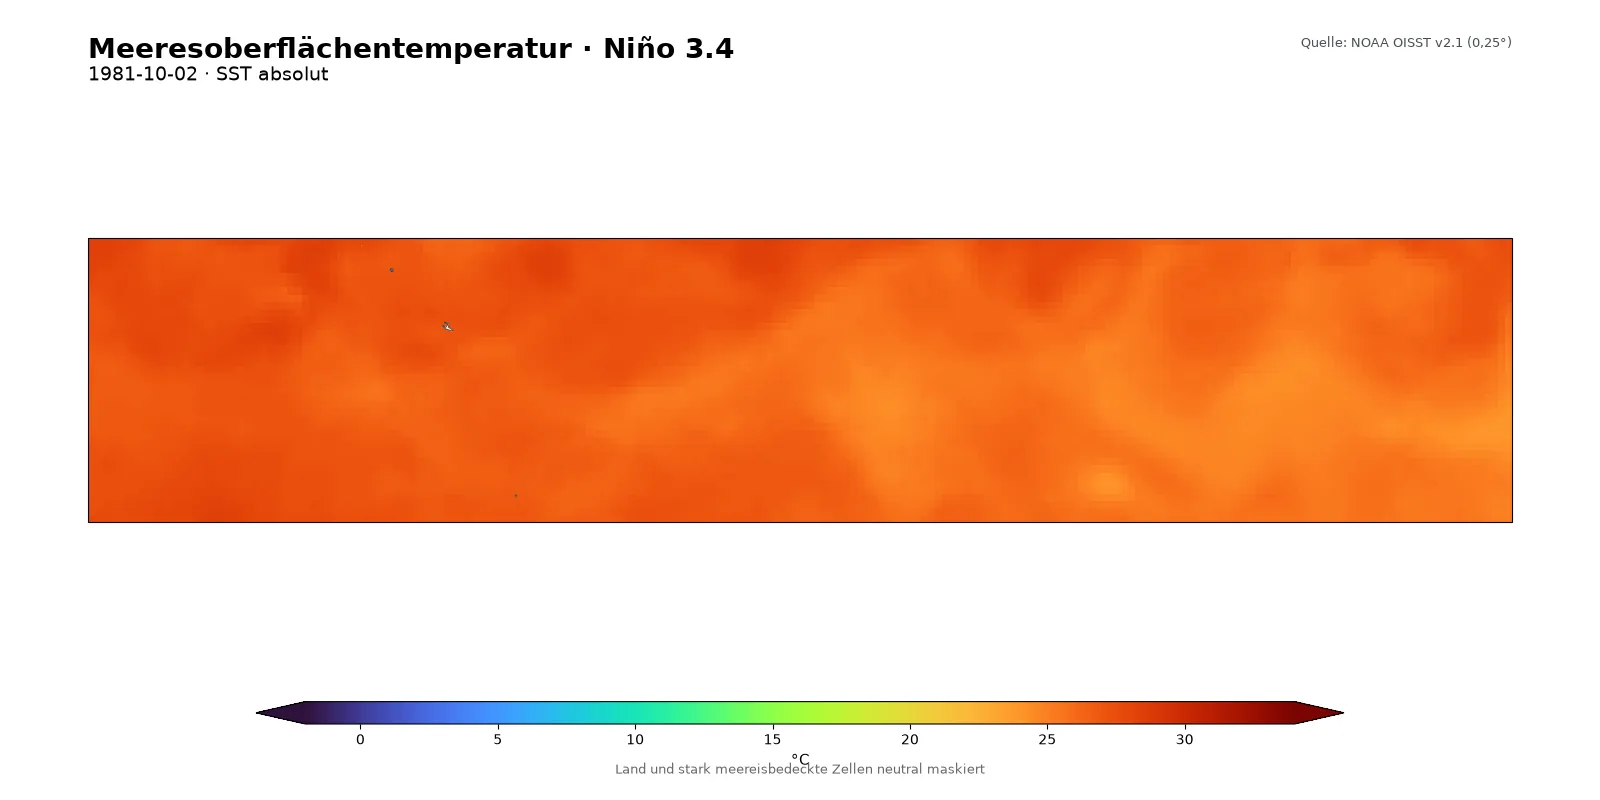 Meeresoberflächentemperatur · Niño 3.4
1981-10-02 · SST absolut
Quelle: NOAA OISST v2.1 (0,25°)
0 5 10 15 20 25 30
°C
Land und stark meereisbedeckte Zellen neutral maskiert